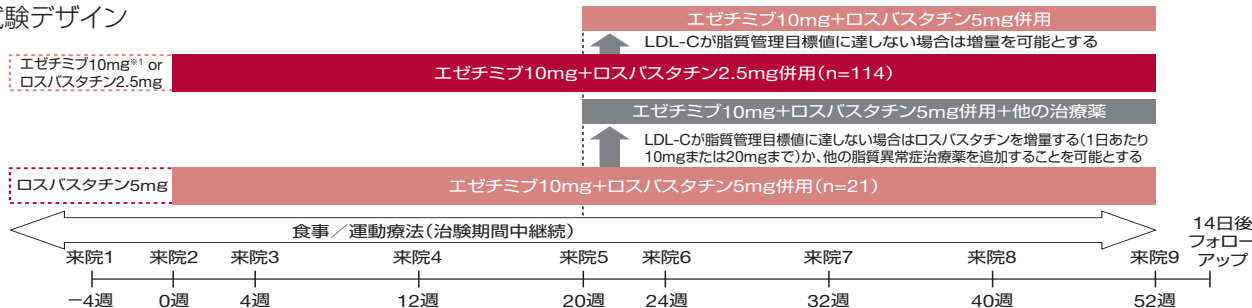 試験デザイン
エゼチミブ10mg+ロスバスタチン5mg併用
LDL-Cが脂質管理目標値に達しない場合は増量を可能とする
エゼチミブ10mg※1 or
ロスバスタチン2.5mg
エゼチミブ10mg+ロスバスタチン2.5mg併用(n=114)
エゼチミブ10mg+ロスバスタチン5mg併用+他の治療薬
LDL-Cが脂質管理目標値に達しない場合はロスバスタチンを増量する(1日あたり
10mgまたは20mgまで)か、他の脂質異常症治療薬を追加することを可能とする
ロスバスタチン5mg
エゼチミブ10mg+ロスバスタチン5mg併用(n=21)
食事/運動療法(治験期間中継続)
来院1 来院2 来院3 来院4 来院5 来院6 来院7 来院8 来院9
14日後
フォロー
アップ
−4週 0週 4週 12週 20週 24週 32週 40週 52週